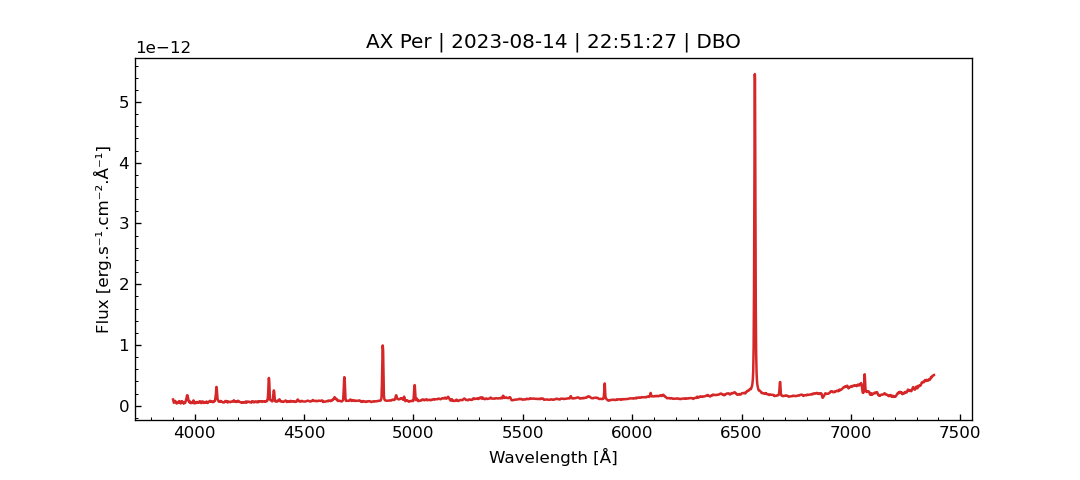 AX Per | 2023-08-14 | 22:51:27 | DBO
1e−12
5
4
3
2
1
0
Flux [erg.s⁻¹.cm⁻².Å⁻¹]
4000 4500 5000 5500 6000 6500 7000 7500
Wavelength [Å]